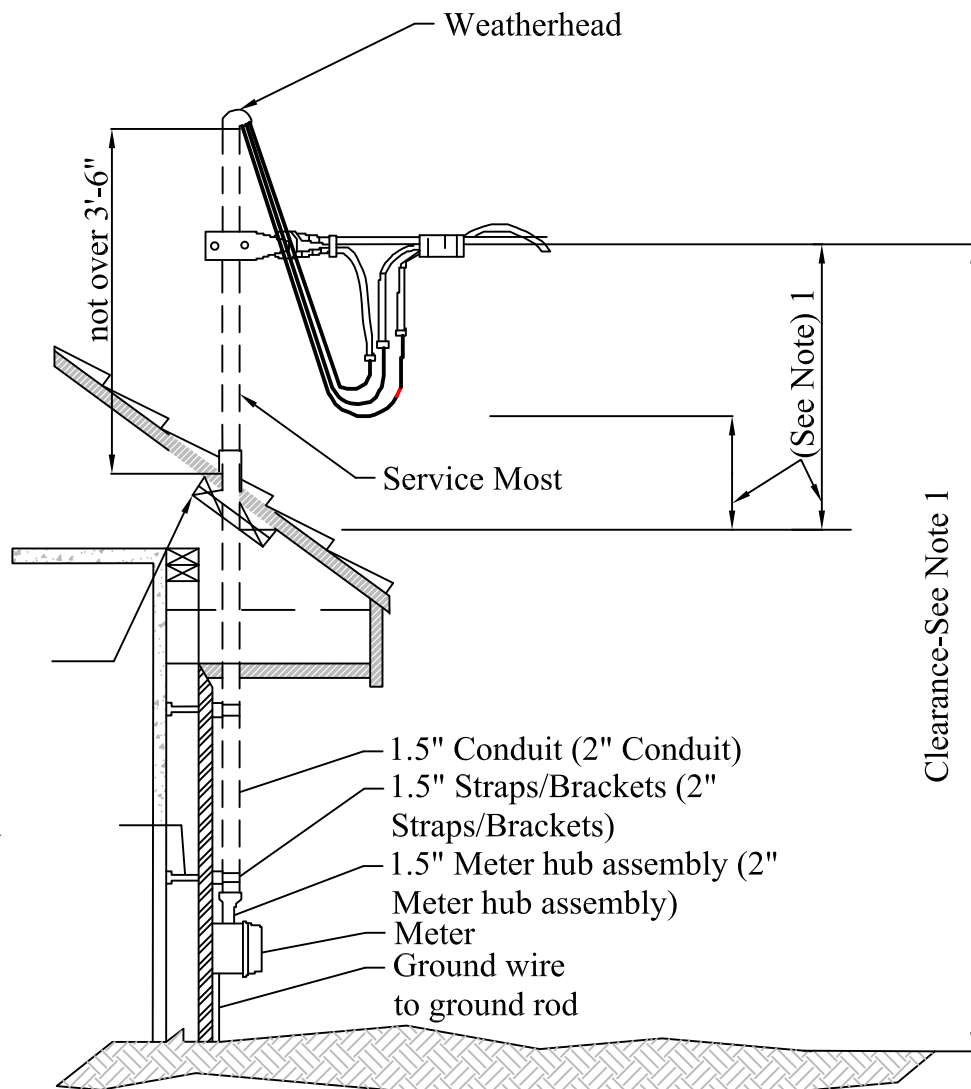 Weatherhead
not over 3'-6"
(See Note) 1
Service Most
Clearance-See Note 1
1.5" Conduit (2" Conduit)
1.5" Straps/Brackets (2"
Straps/Brackets)
1.5" Meter hub assembly (2"
Meter hub assembly)
Meter
Ground wire
to ground rod